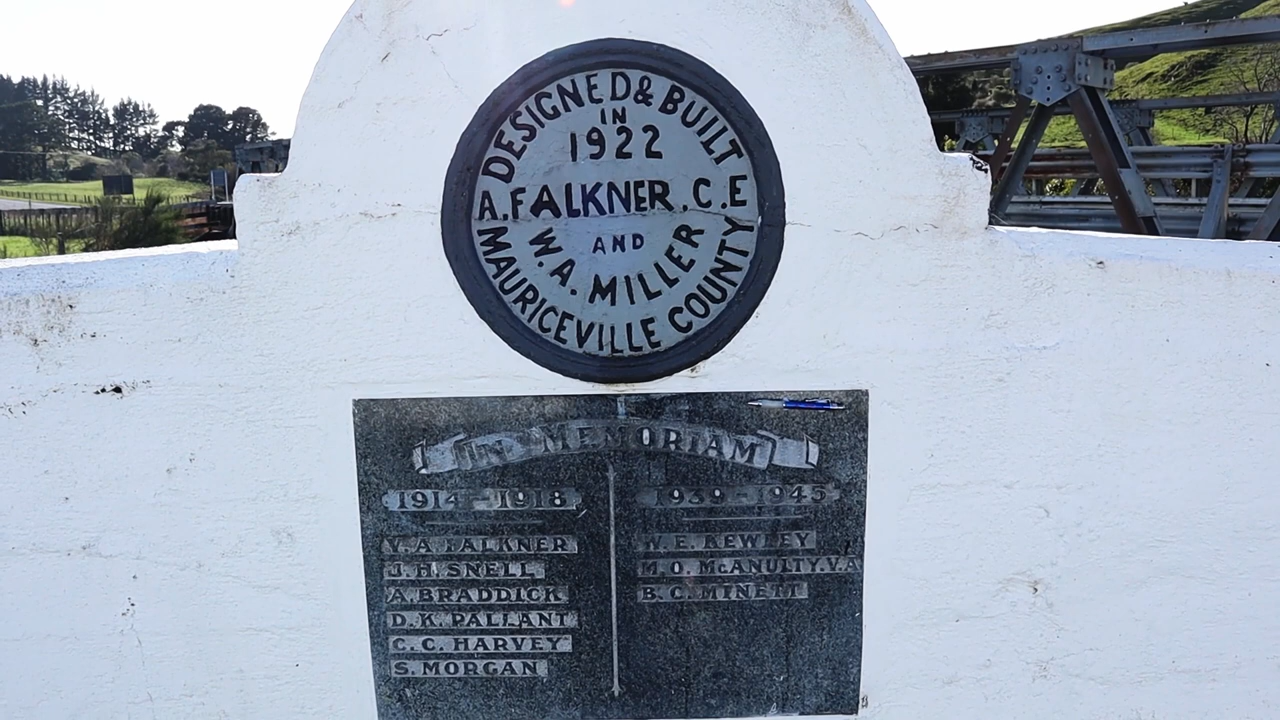 DESIGNED & BUILT
IN
1922
A. FALKNER. C. E
AND
W. A. MILLER
MAURICEVILLE COUNTY
IN MEMORIAM
1914 - 1918
V. A FALKNER
J. H. SNELL
A. BRADDICK
D. K. PALLANT
C. C. HARVEY
S. MORGAN
1939 - 1945
W. E. KEWLEY
M. O. McANULTY. V.A
B. C. MINETT